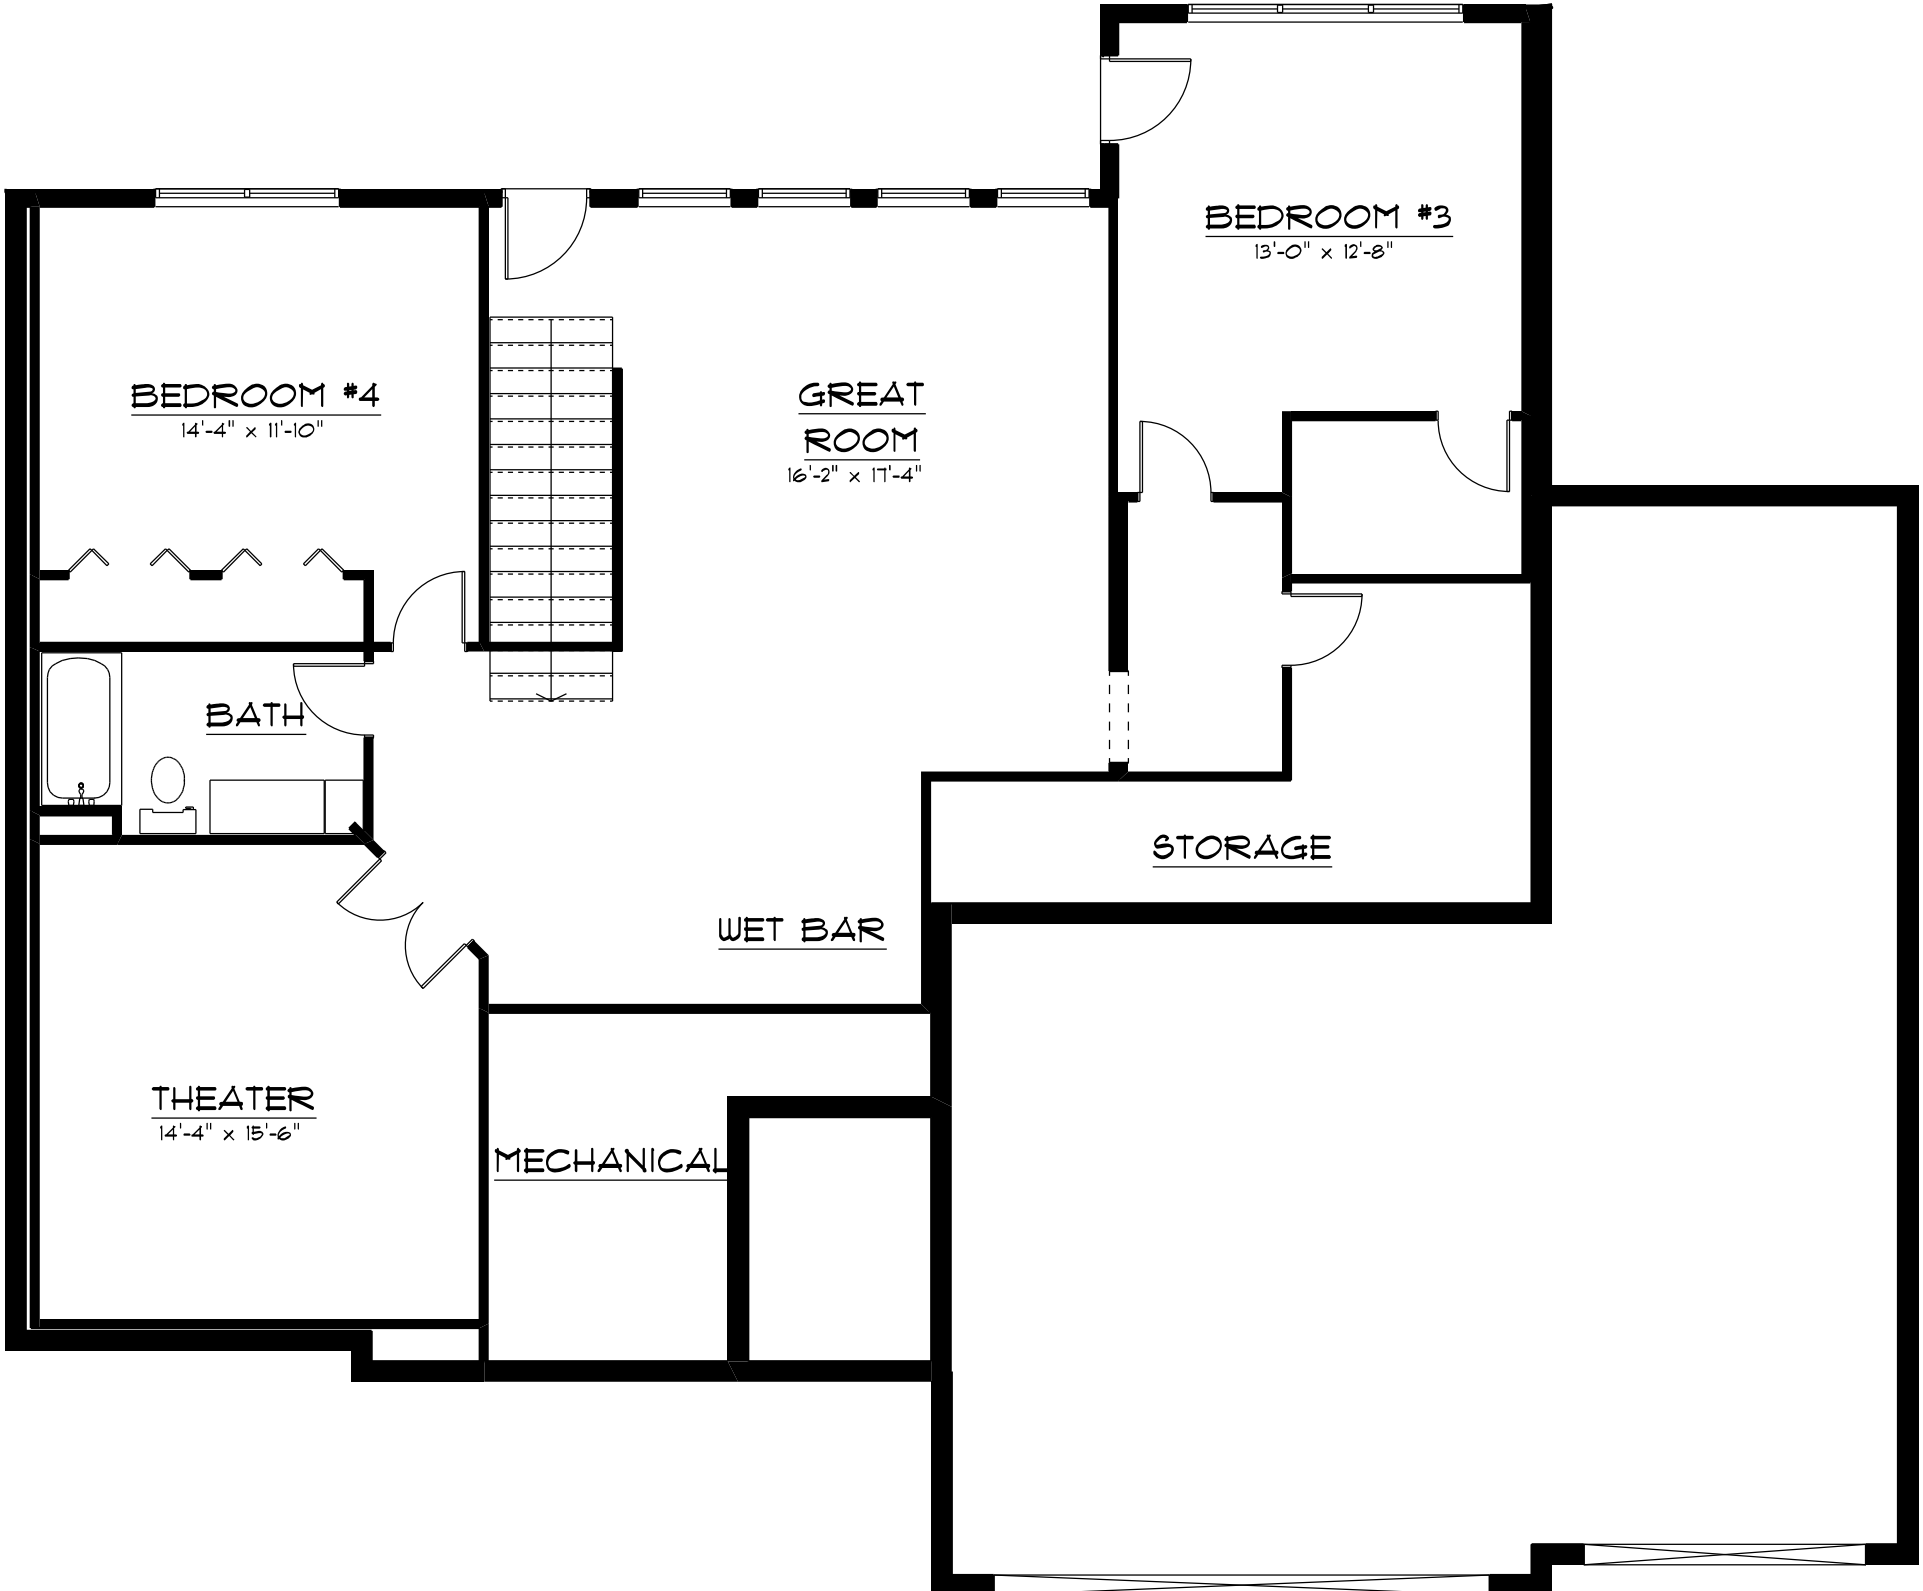 BEDROOM #3
13'-0" x 12'-8"
BEDROOM #4
14'-4" x 11'-10"
GREAT
ROOM
16'-2" x 17'-4"
BATH
STORAGE
WET BAR
THEATER
14'-4" x 15'-6"
MECHANICAL